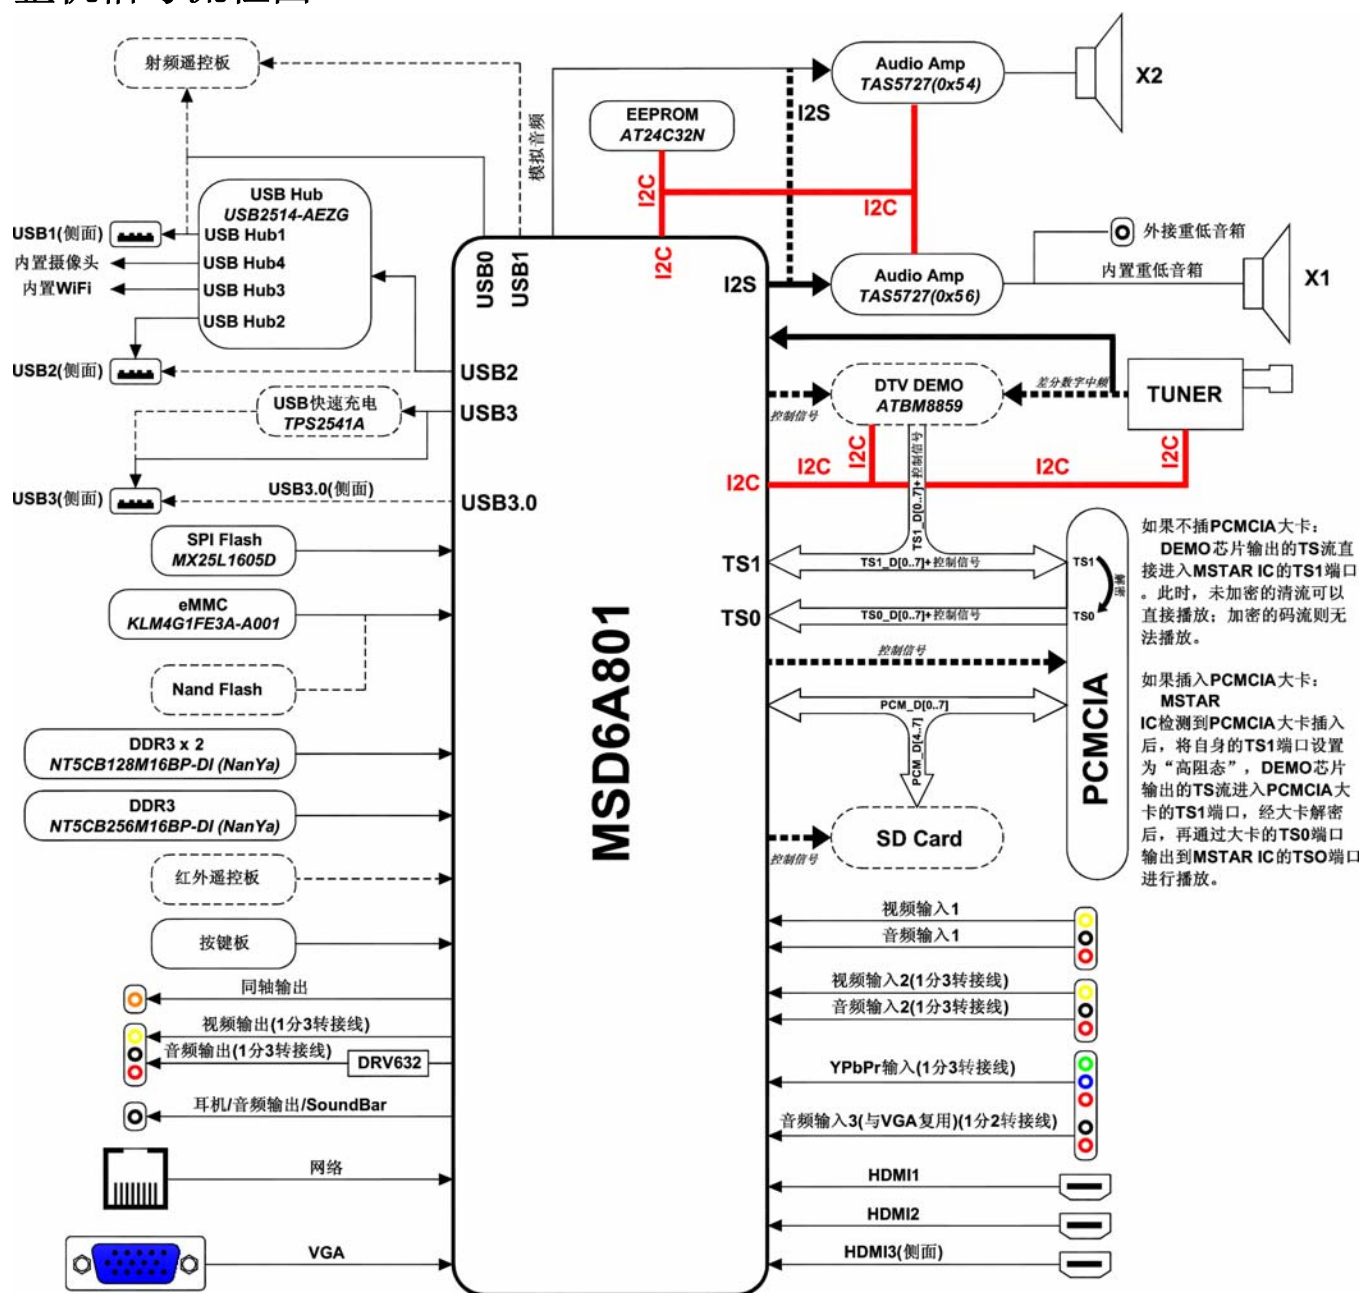 整机信号流程图
射频遥控板
模拟音频
EEPROM
AT24C32N
I2C
I2C
I2C
I2S
Audio Amp
TAS5727(0x54)
X2
USB Hub
USB2514-AEZG
USB Hub1
USB Hub4
USB Hub3
USB Hub2
USB1(侧面)
内置摄像头
内置WiFi
USB2(侧面)
USB0
USB1
I2S
Audio Amp
TAS5727(0x56)
外接重低音箱
内置重低音箱
X1
USB2
USB3
USB3.0
USB快速充电
TPS2541A
USB3(侧面)
USB3.0(侧面)
控制信号
DTV DEMO
ATBM8859
差分数字中频
TUNER
I2C
I2C
I2C
I2C
I2C
TS1_D[0..7]+控制信号
SPI Flash
MX25L1605D
eMMC
KLM4G1FE3A-A001
Nand Flash
DDR3 x 2
NT5CB128M16BP-DI (NanYa)
DDR3
NT5CB256M16BP-DI (NanYa)
红外遥控板
按键板
MSD6A801
TS1
TS1_D[0..7]+控制信号
TS1
TS0
TS0_D[0..7]+控制信号
TS0
控制信号
PCM_D[0..7]
PCM_D[4..7]
PCMCIA
控制信号
SD Card
如果不插PCMCIA大卡：
DEMO芯片输出的TS流直
接进入MSTAR IC的TS1端口
。此时，未加密的清流可以
直接播放；加密的码流则无
法播放。
如果插入PCMCIA大卡：
MSTAR
IC检测到PCMCIA大卡插入
后，将自身的TS1端口设置
为“高阻态”，DEMO芯片
输出的TS流进入PCMCIA大
卡的TS1端口，经大卡解密
后，再通过大卡的TS0端口
输出到MSTAR IC的TSO端口
进行播放。
同轴输出
视频输出(1分3转接线)
音频输出(1分3转接线)
DRV632
耳机/音频输出/SoundBar
网络
VGA
视频输入1
音频输入1
视频输入2(1分3转接线)
音频输入2(1分3转接线)
YPbPr输入(1分3转接线)
音频输入3(与VGA复用)(1分2转接线)
HDMI1
HDMI2
HDMI3(侧面)